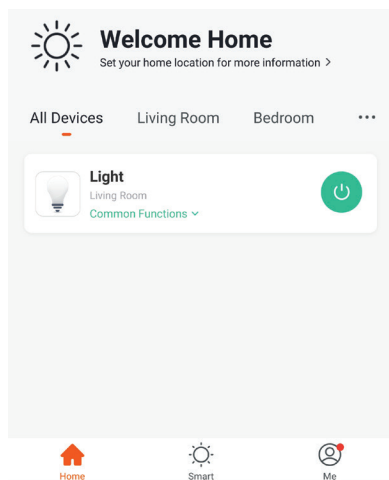 Welcome Home
Set your home location for more information >
All Devices Living Room Bedroom ···
Light
Living Room
Common Functions
Home Smart Me